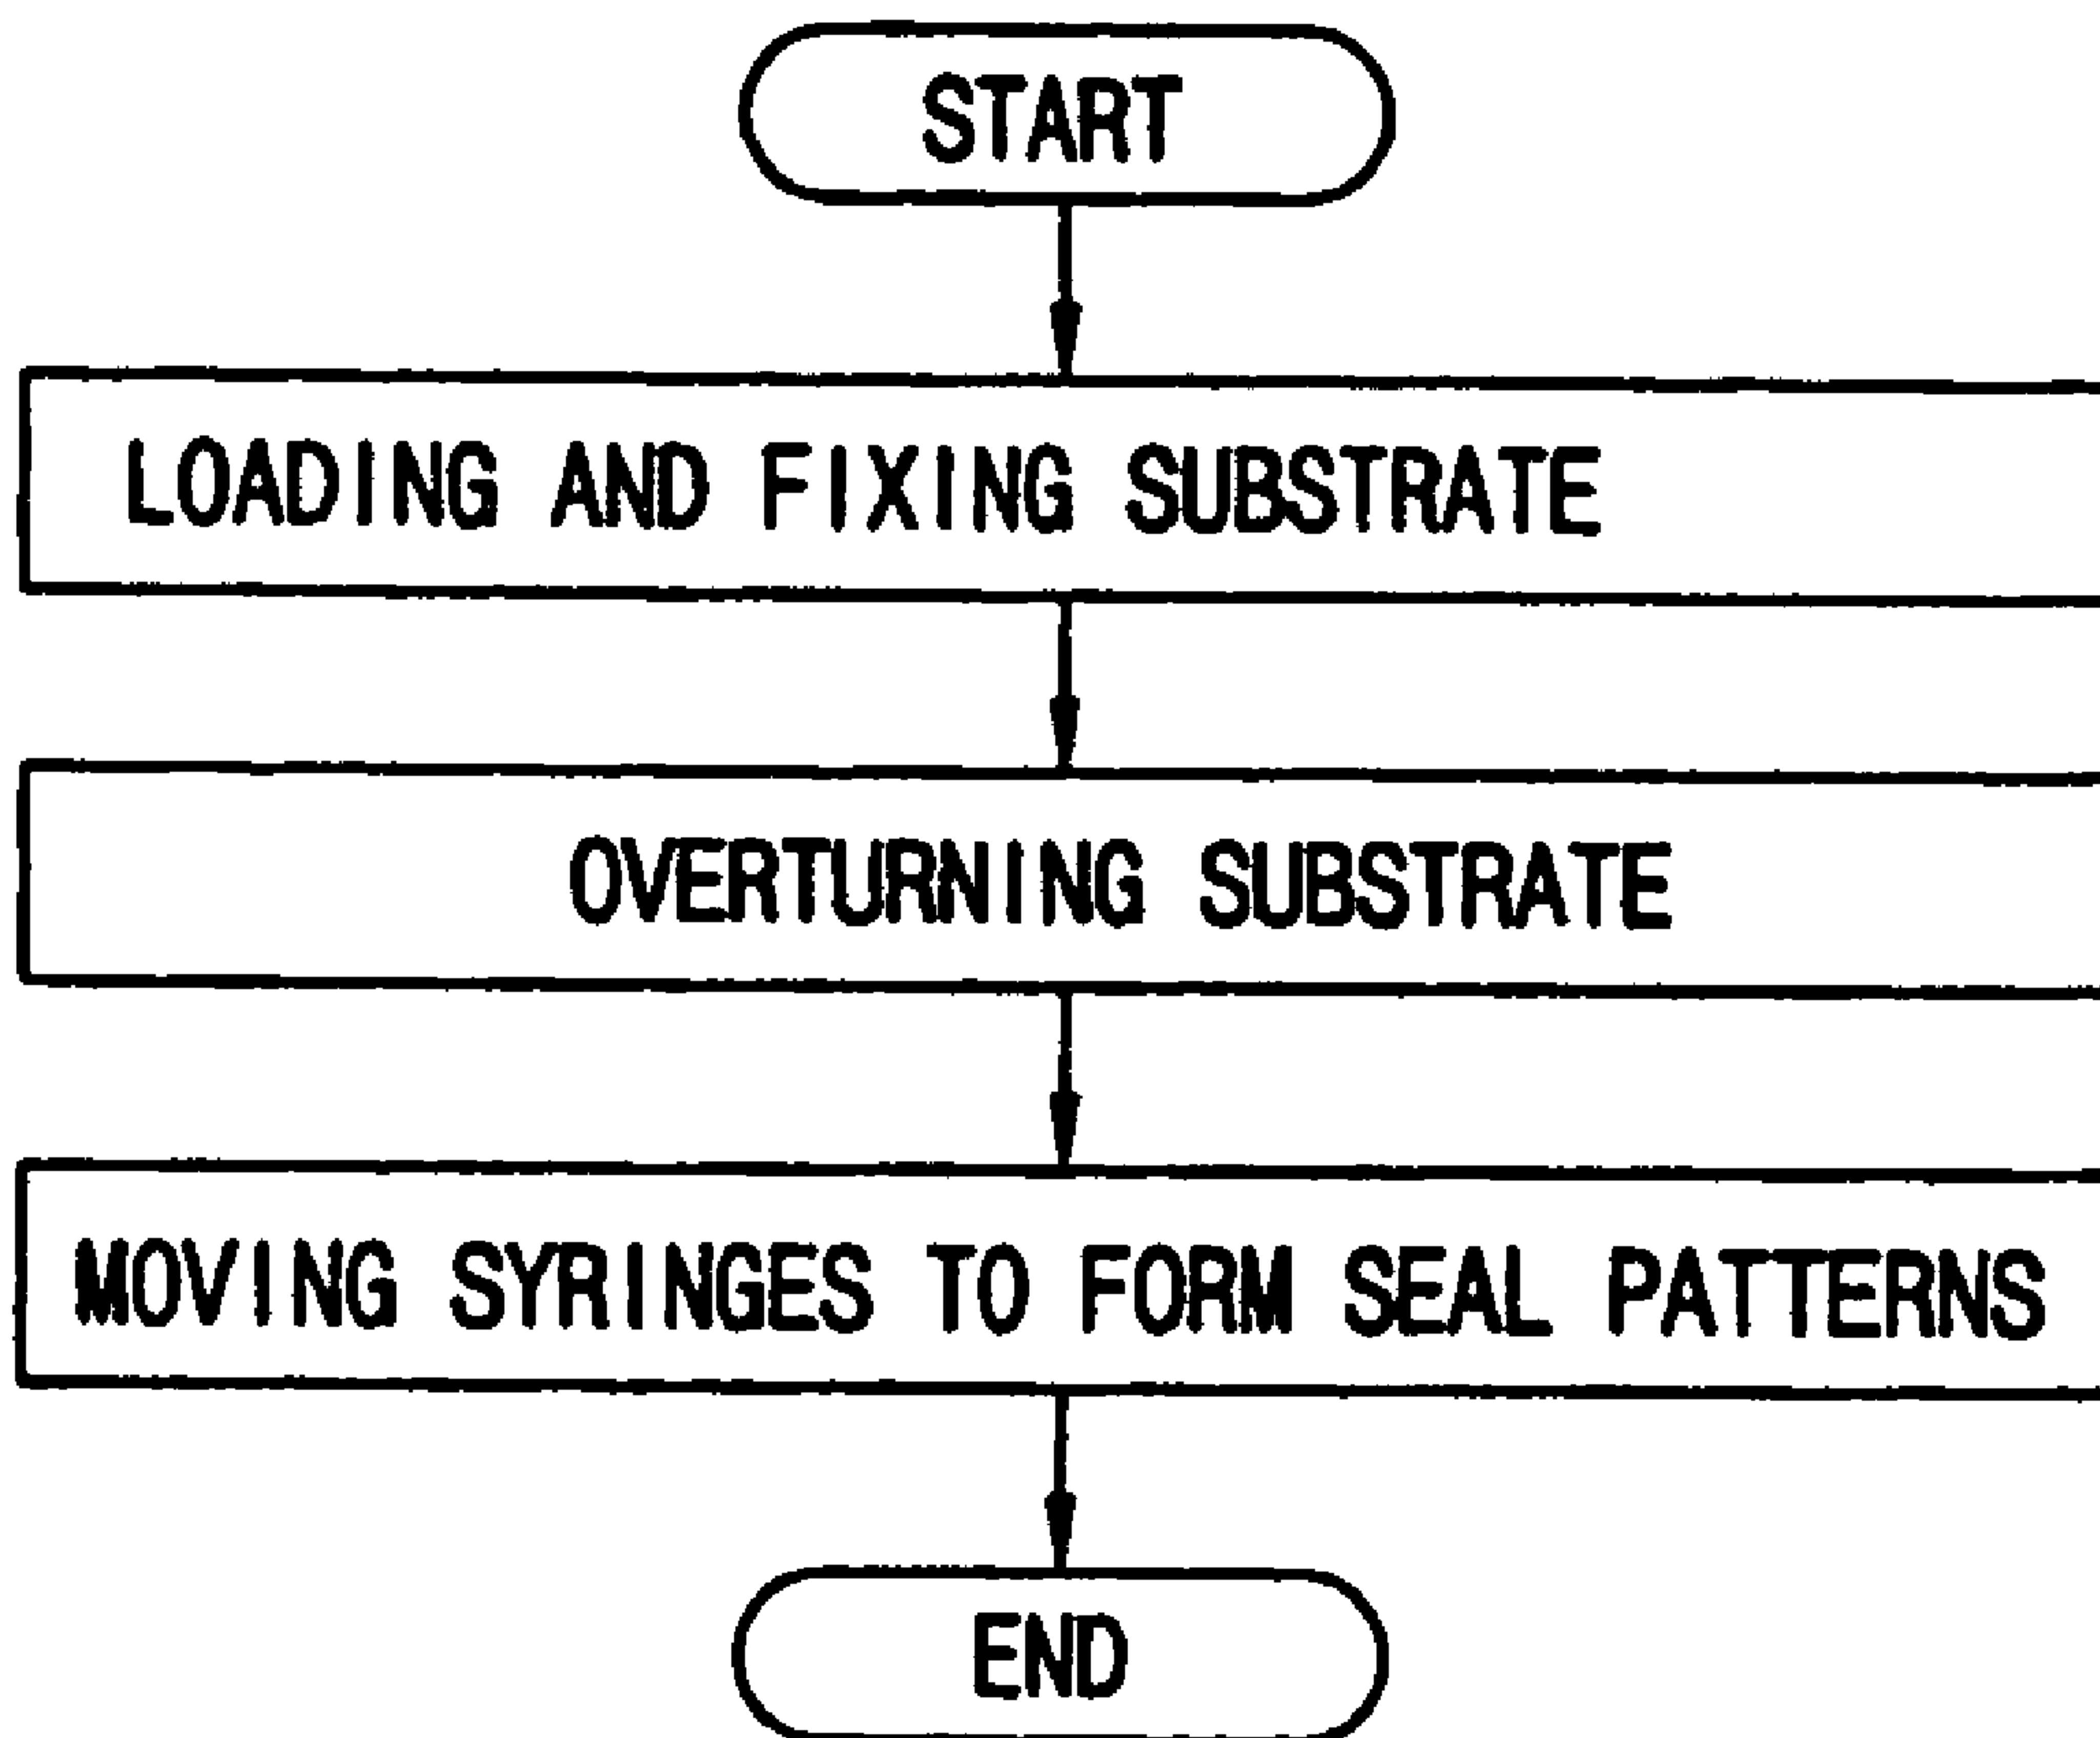 START
LOADING AND FIXING SUBSTRATE
OVERTURNING SUBSTRATE
MOVING SYRINGES TO FORM SEAL PATTERNS
END